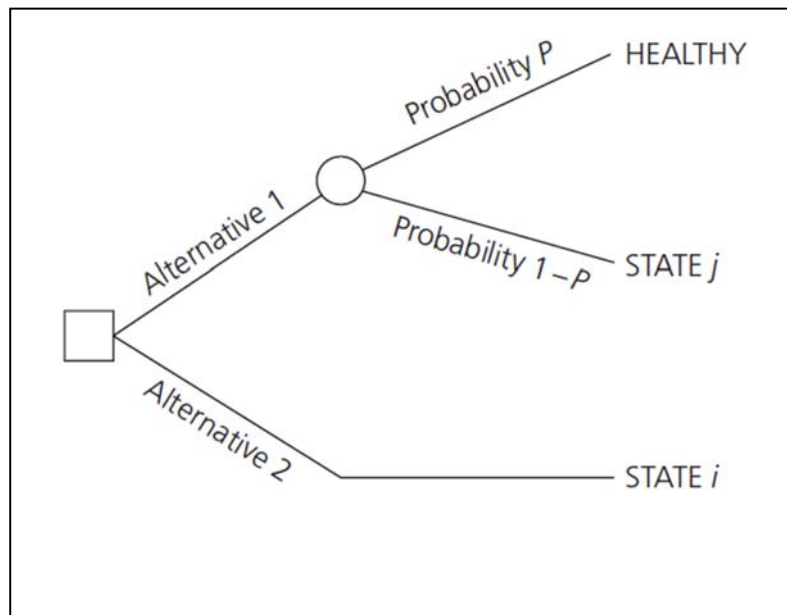 Probability P
HEALTHY
Alternative 1
Probability 1 – P
STATE j
Alternative 2
STATE i